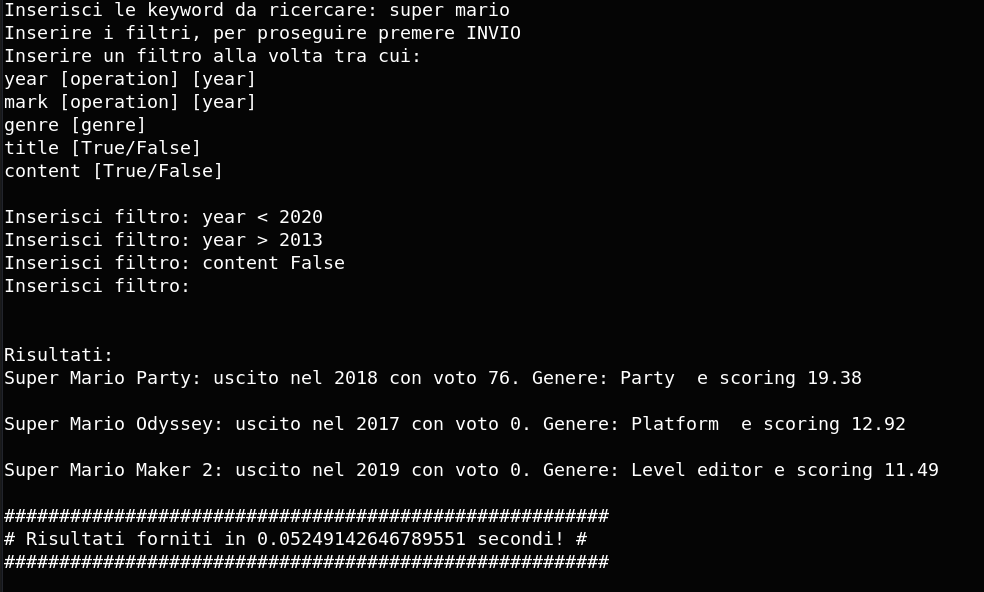 Inserisci le keyword da ricercare: super mario
Inserire i filtri, per proseguire premere INVIO
Inserire un filtro alla volta tra cui:
year [operation] [year]
mark [operation] [year]
genre [genre]
title [True/False]
content [True/False]
Inserisci filtro: year < 2020
Inserisci filtro: year > 2013
Inserisci filtro: content False
Inserisci filtro:
Risultati:
Super Mario Party: uscito nel 2018 con voto 76. Genere: Party  e scoring 19.38
Super Mario Odyssey: uscito nel 2017 con voto 0. Genere: Platform  e scoring 12.92
Super Mario Maker 2: uscito nel 2019 con voto 0. Genere: Level editor e scoring 11.49
#######################################################
# Risultati forniti in 0.05249142646789551 secondi! #
#######################################################